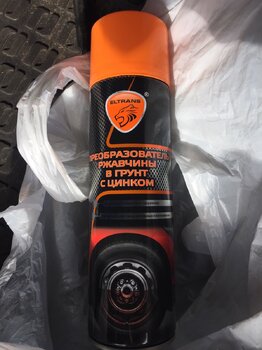 ELTRANS
®
ПРЕОБРАЗОВАТЕЛЬ
РЖАВЧИНЫ
В ГРУНТ
С ЦИНКОМ